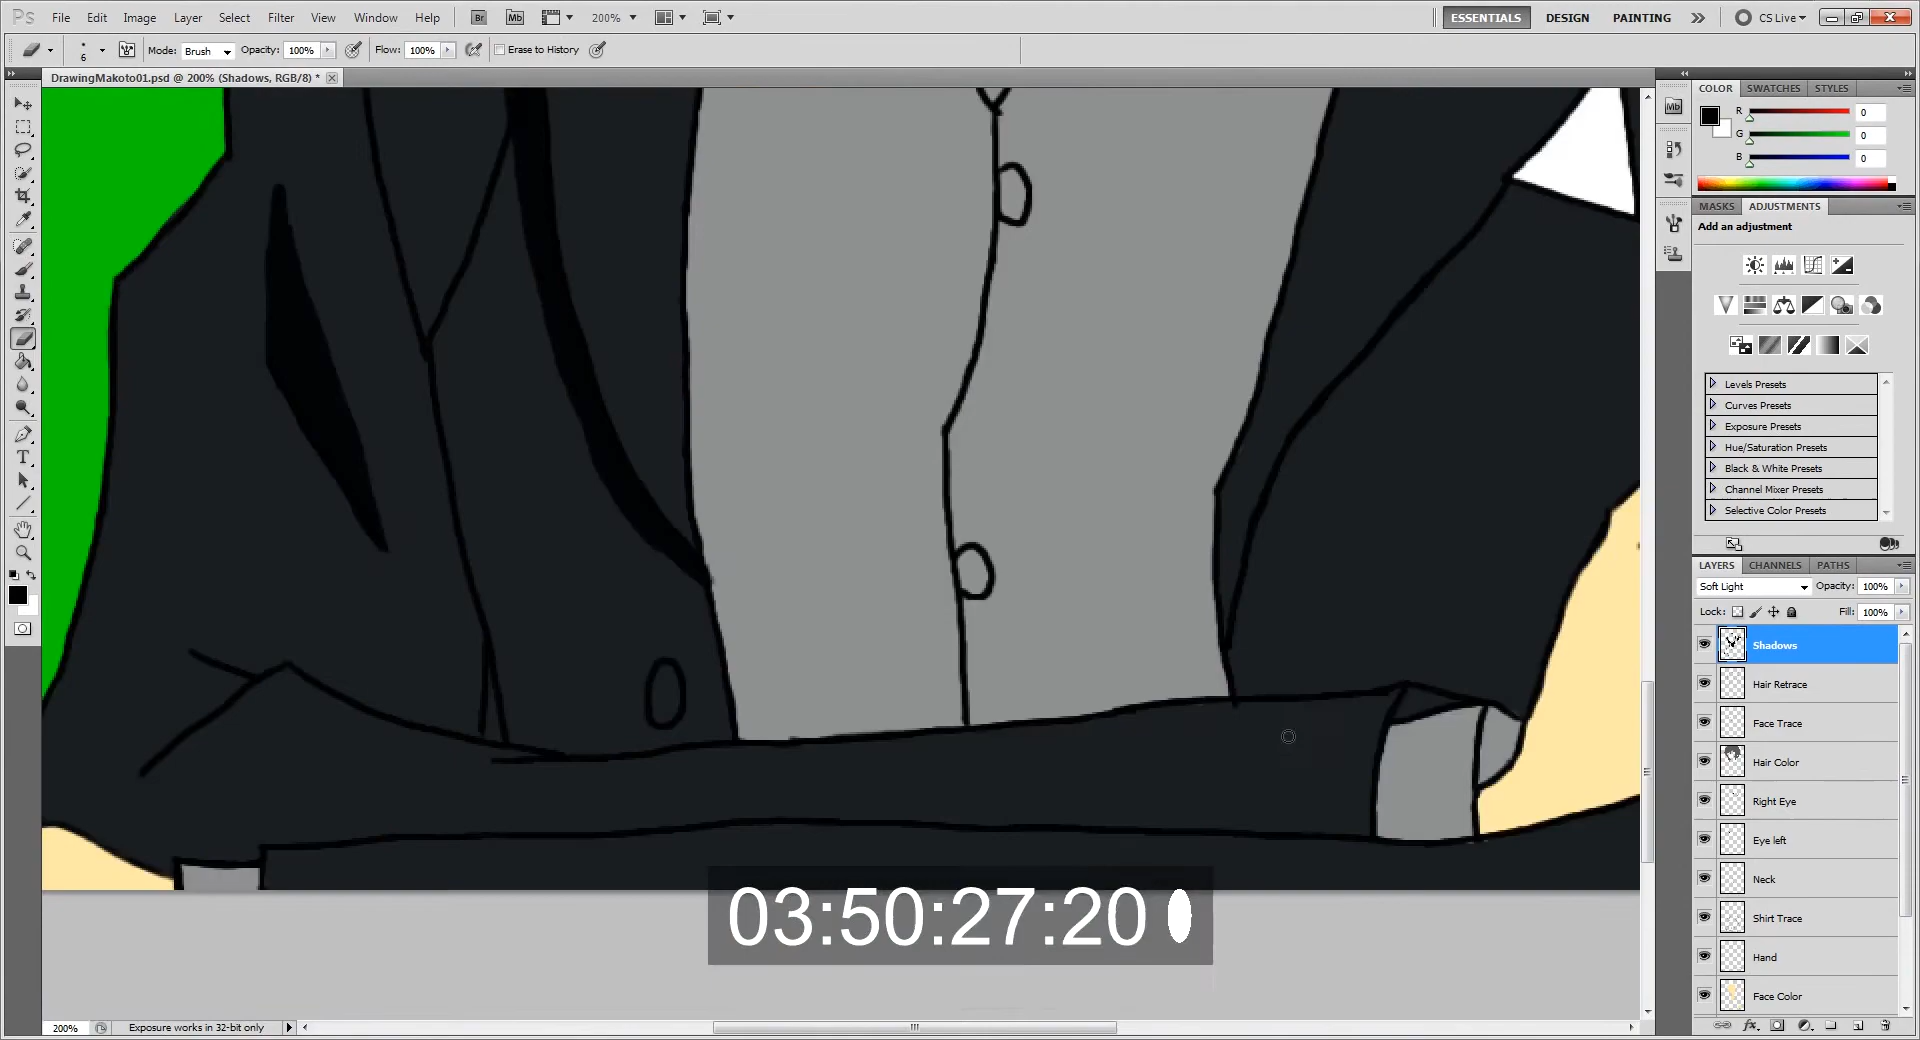 Ps File Edit Image Layer Select Filter View Window Help Br Mb 200% ESSENTIALS DESIGN PAINTING CS Live
6 Mode: Brush Opacity: 100% Flow: 100% Erase to History
DrawingMakoto01.psd @ 200% (Shadows, RGB/8) *
COLOR SWATCHES STYLES
Mb
R 0
G 0
B 0
MASKS ADJUSTMENTS
Add an adjustment
Levels Presets
Curves Presets
Exposure Presets
Hue/Saturation Presets
Black & White Presets
Channel Mixer Presets
Selective Color Presets
LAYERS CHANNELS PATHS
Soft Light Opacity: 100%
Lock: Fill: 100%
Shadows
Hair Retrace
Face Trace
Hair Color
Right Eye
Eye left
Neck
Shirt Trace
Hand
Face Color
03:50:27:20
200% Exposure works in 32-bit only